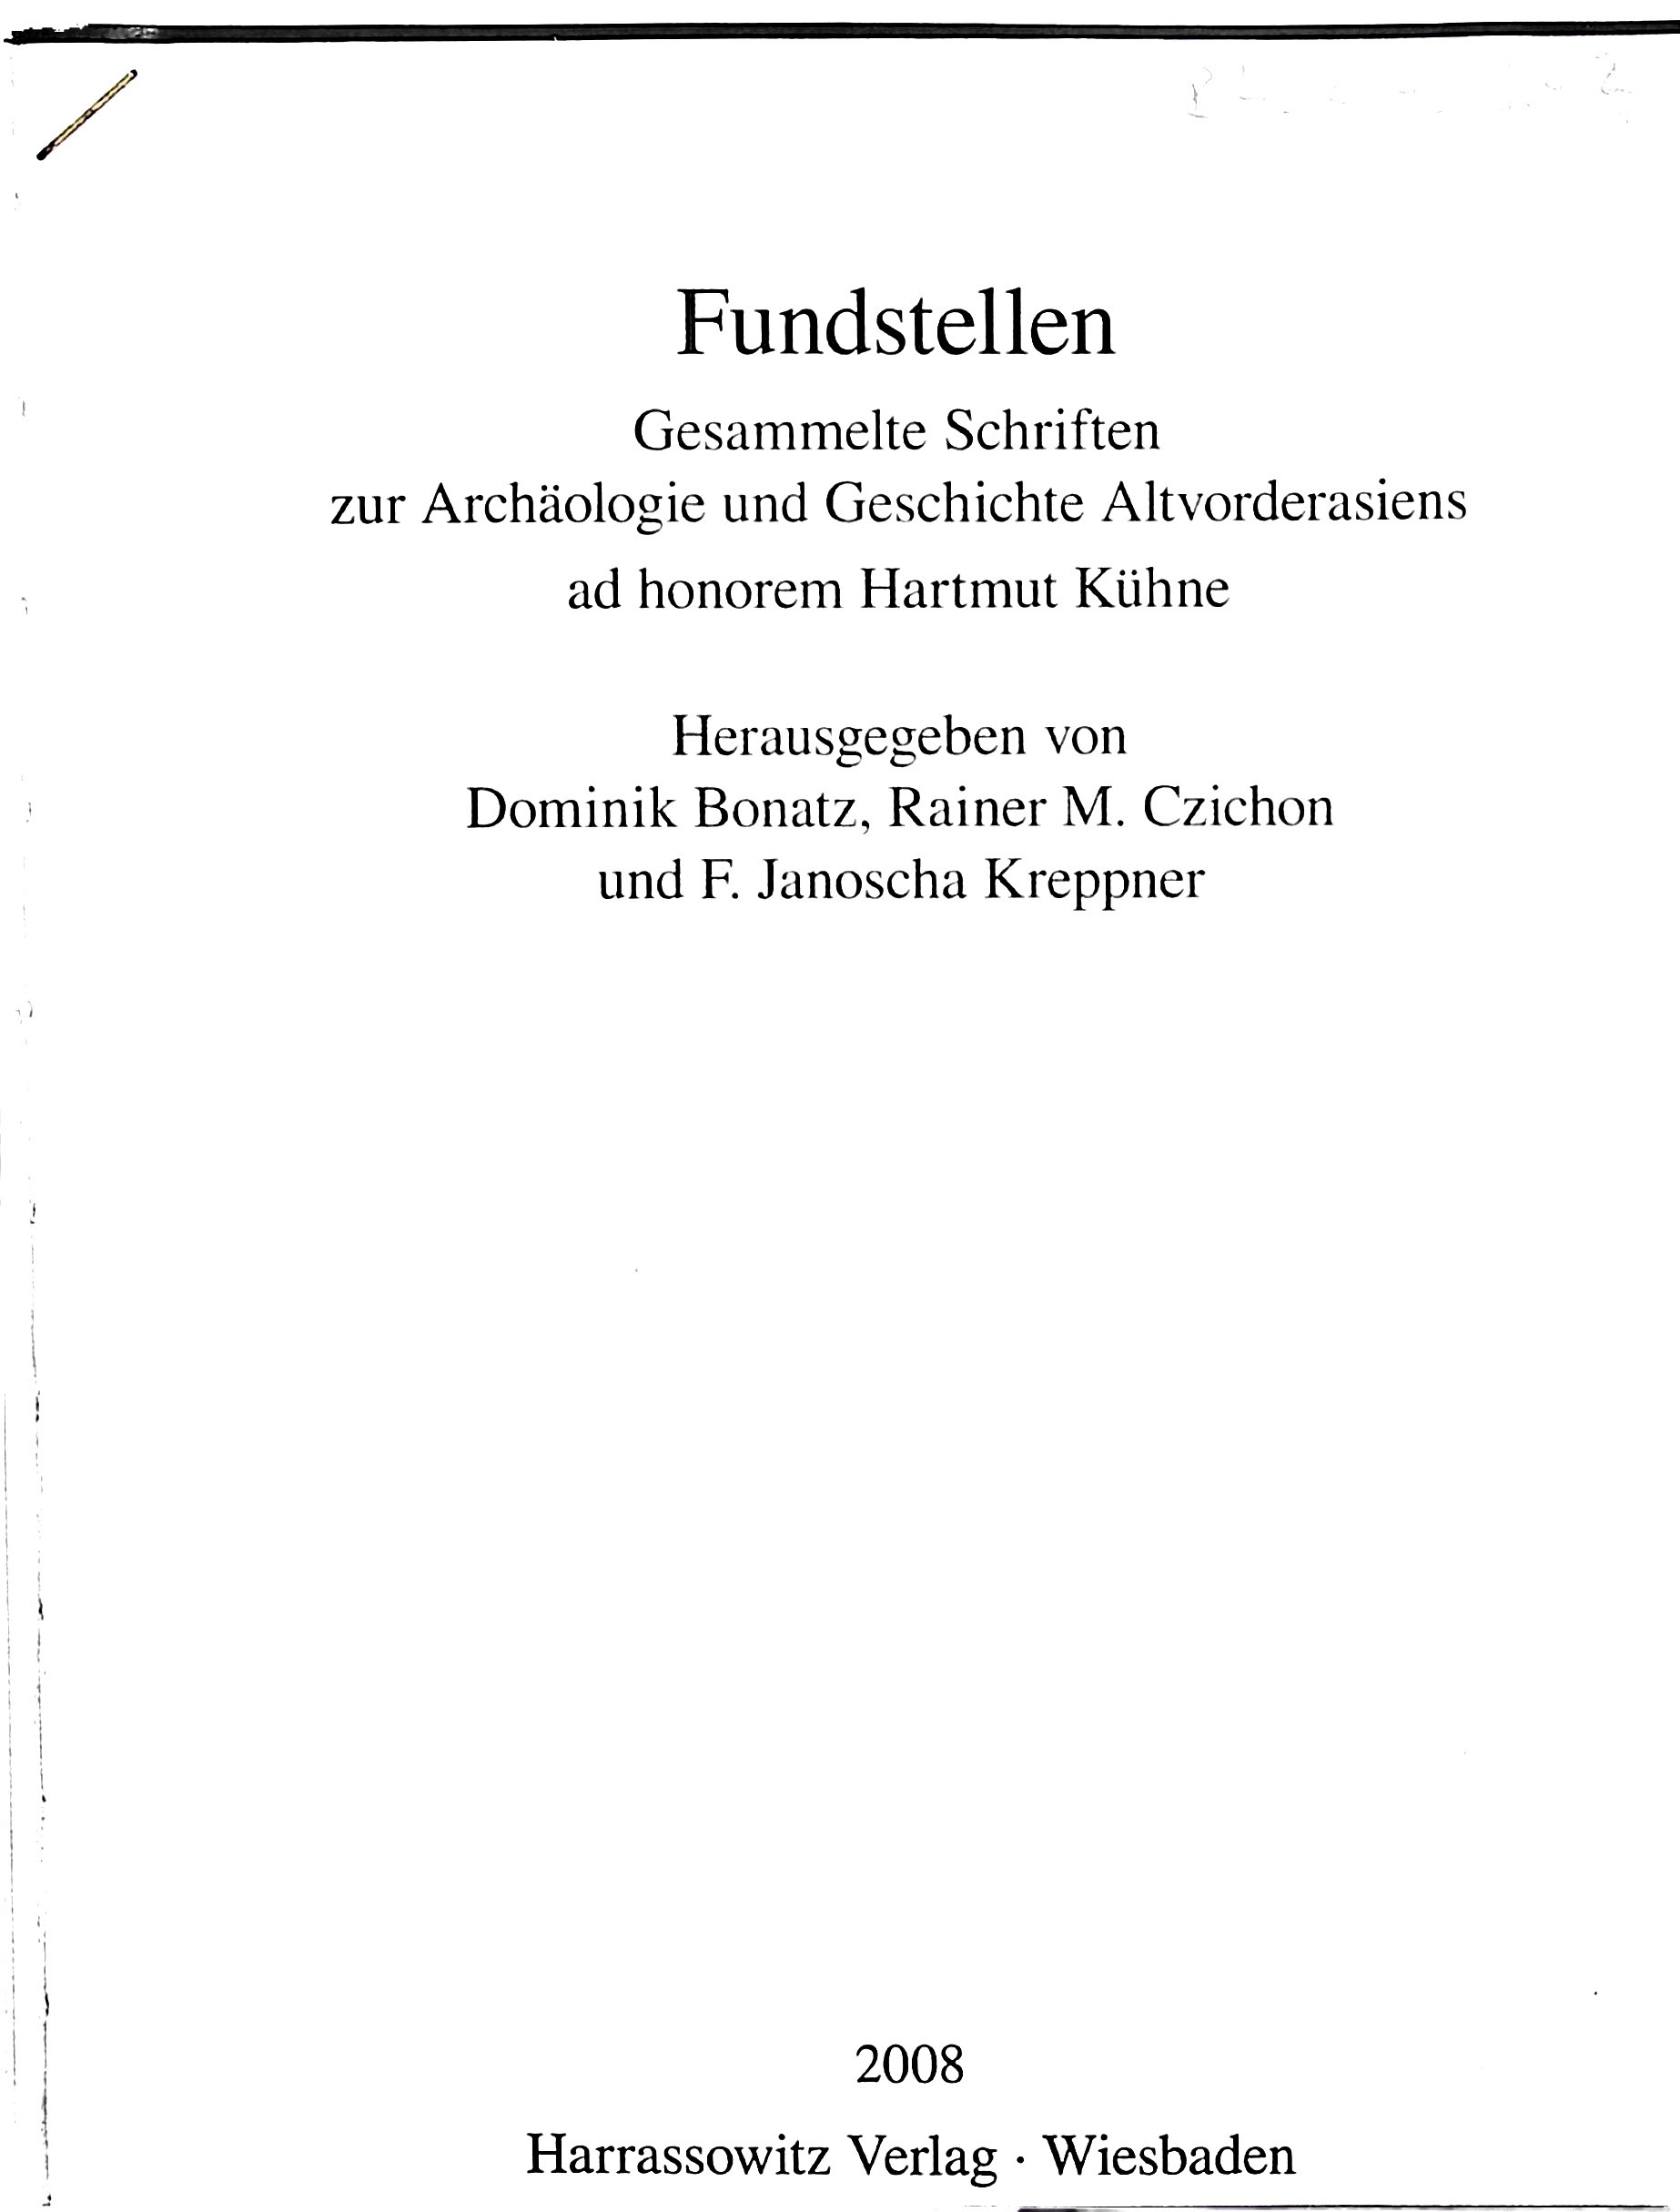 Fundstellen
Gesammelte Schriften
zur Archäologie und Geschichte Altvorderasiens
ad honorem Hartmut Kühne
Herausgegeben von
Dominik Bonatz, Rainer M. Czichon
und F. Janoscha Kreppner
2008
Harrassowitz Verlag · Wiesbaden